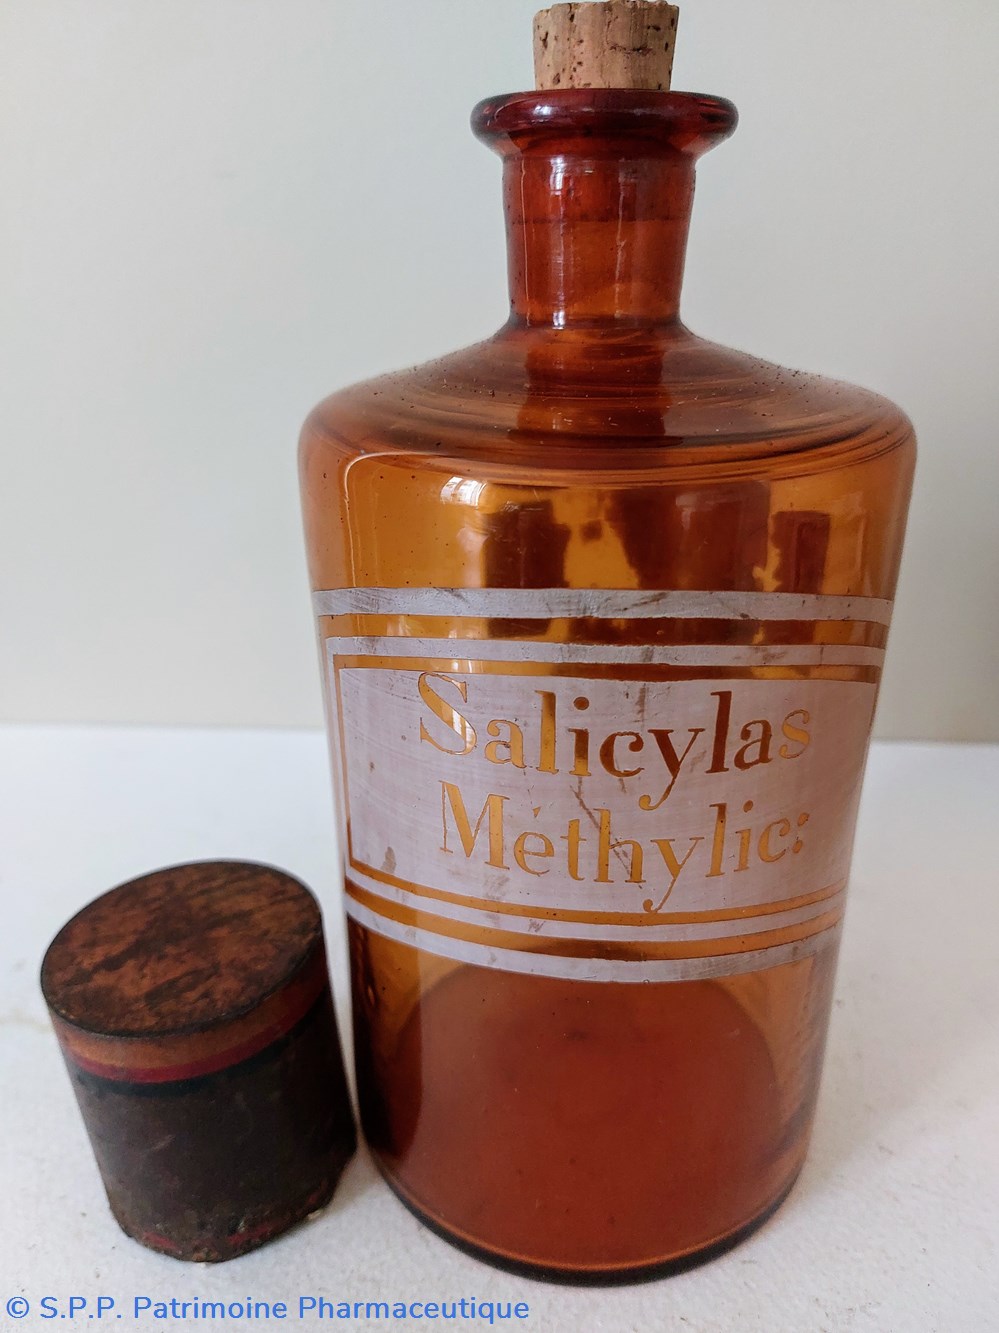 Salicylas
Méthylic:
© S.P.P. Patrimoine Pharmaceutique